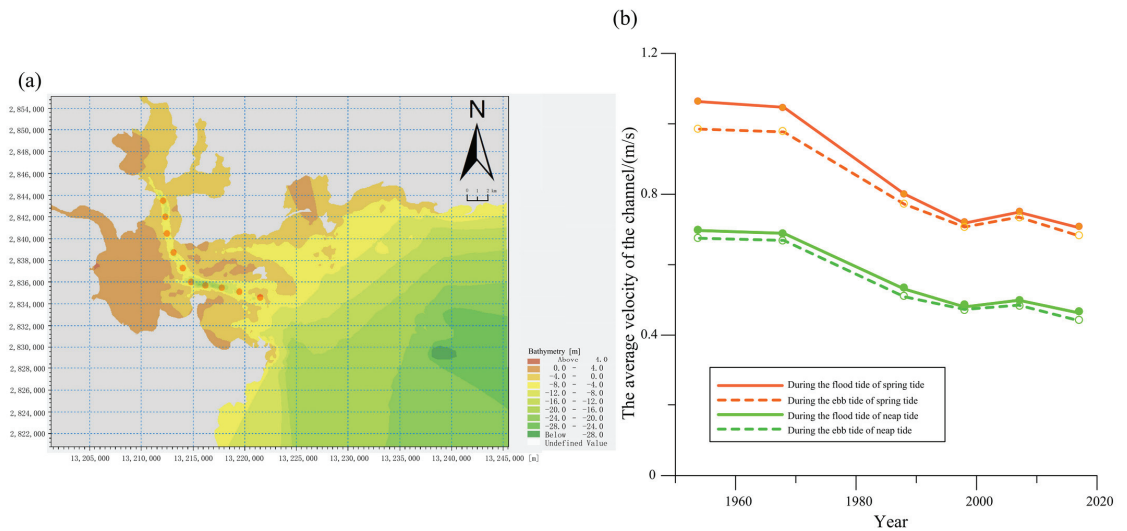 (a)
2,854,000
2,850,000
2,848,000
2,846,000
2,844,000
2,842,000
2,840,000
2,838,000
2,836,000
2,834,000
2,832,000
2,830,000
2,828,000
2,826,000
2,824,000
2,822,000
13,205,000 13,210,000 13,215,000 13,220,000 13,225,000 13,230,000 13,235,000 13,240,000 13,245,000 [m]
N
0 1 2 km
Bathymetry [m]
Above 4.0
0.0 - 4.0
-4.0 - 0.0
-8.0 - -4.0
-12.0 - -8.0
-16.0 - -12.0
-20.0 - -16.0
-24.0 - -20.0
-28.0 - -24.0
Below -28.0
Undefined Value
(b)
The average velocity of the channel/(m/s)
1.2
0.8
0.4
0
During the flood tide of spring tide
During the ebb tide of spring tide
During the flood tide of neap tide
During the ebb tide of neap tide
1960 1980 2000 2020
Year